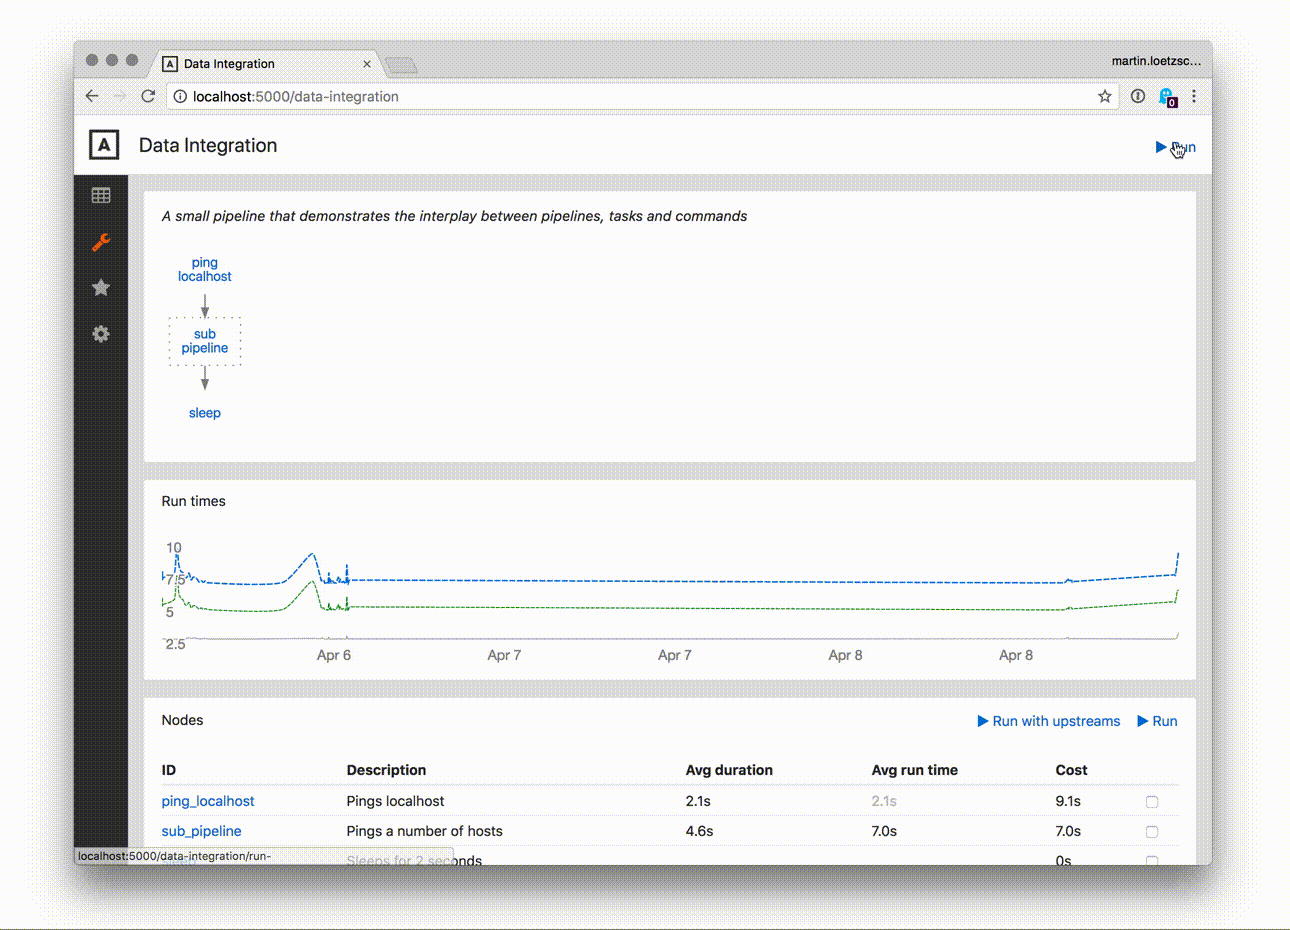 Data Integration
martin.loetzsc...
localhost:5000/data-integration
0
A Data Integration
A small pipeline that demonstrates the interplay between pipelines, tasks and commands
ping
localhost
sub
pipeline
sleep
Run times
10
7.5
5
2.5
Apr 6 Apr 7 Apr 7 Apr 8 Apr 8
Nodes Run with upstreams Run
ID Description Avg duration Avg run time Cost
ping_localhost Pings localhost 2.1s 2.1s 9.1s
sub_pipeline Pings a number of hosts 4.6s 7.0s 7.0s
Sleeps for 2 seconds 0s
localhost:5000/data-integration/run-